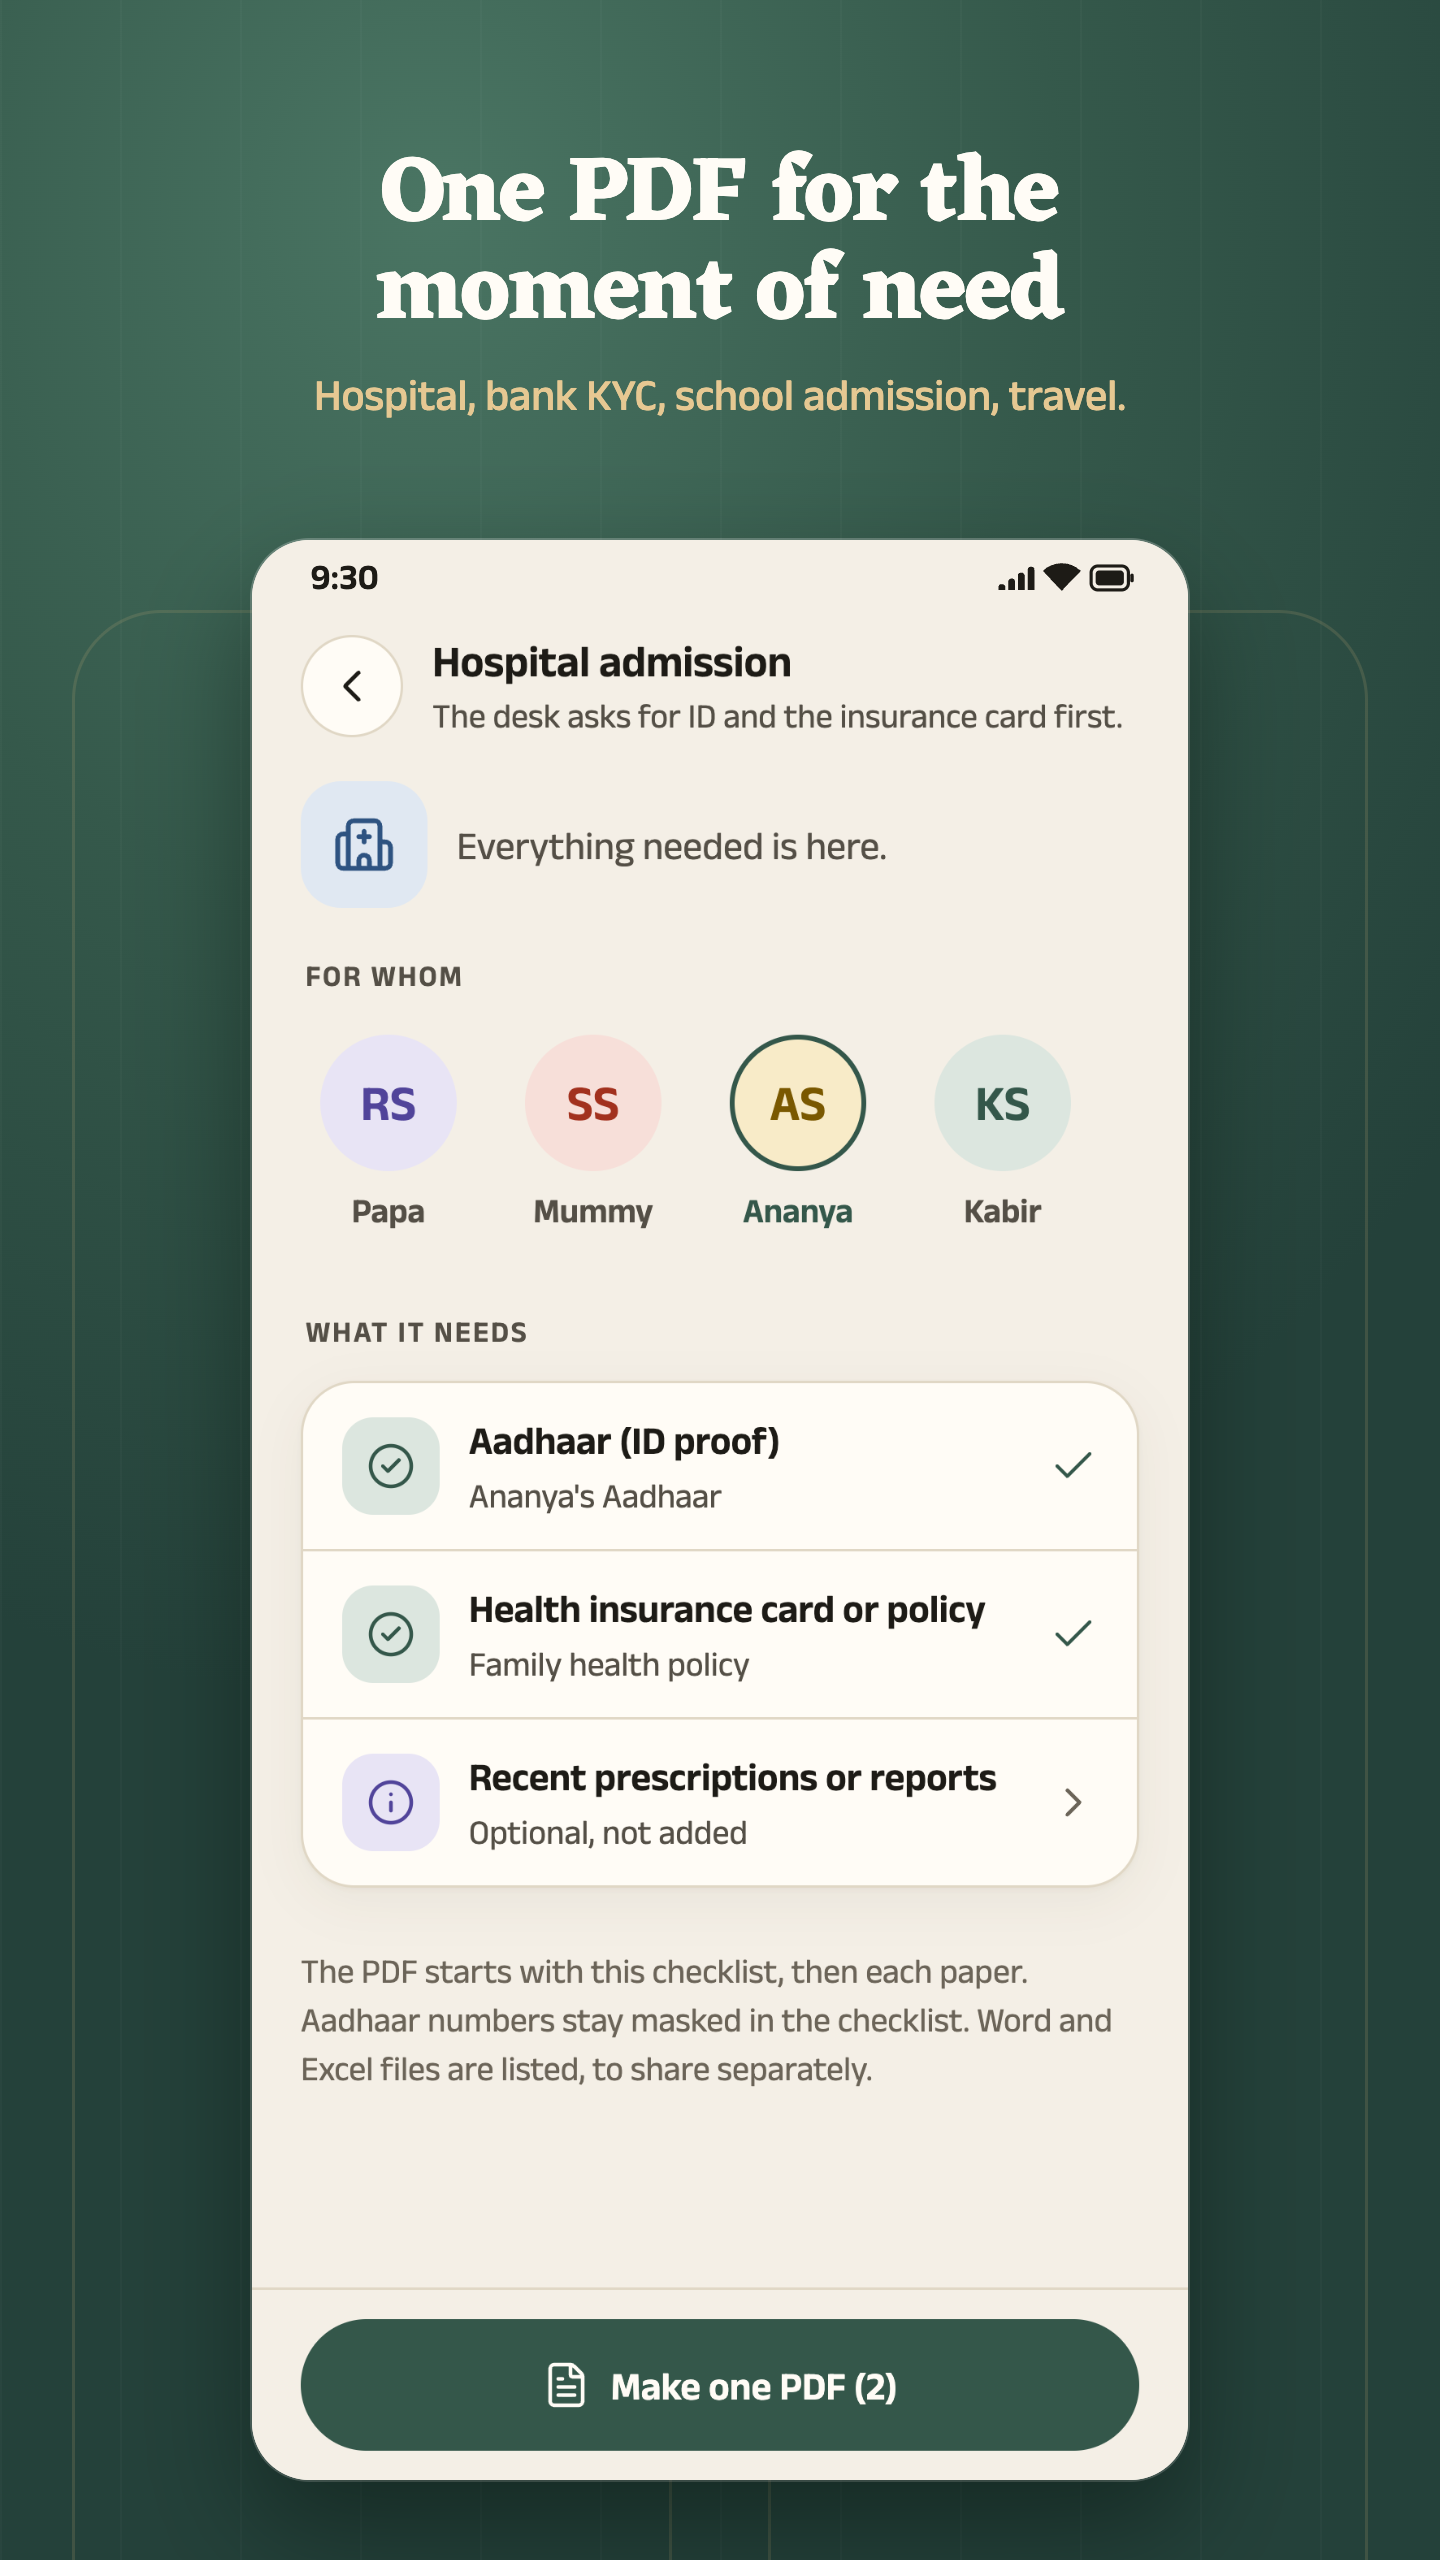 One PDF for the
moment of need
Hospital, bank KYC, school admission, travel.
9:30
Hospital admission
The desk asks for ID and the insurance card first.
Everything needed is here.
FOR WHOM
RS
SS
AS
KS
Papa
Mummy
Ananya
Kabir
WHAT IT NEEDS
Aadhaar (ID proof)
Ananya's Aadhaar
Health insurance card or policy
Family health policy
Recent prescriptions or reports
Optional, not added
The PDF starts with this checklist, then each paper.
Aadhaar numbers stay masked in the checklist. Word and
Excel files are listed, to share separately.
Make one PDF (2)